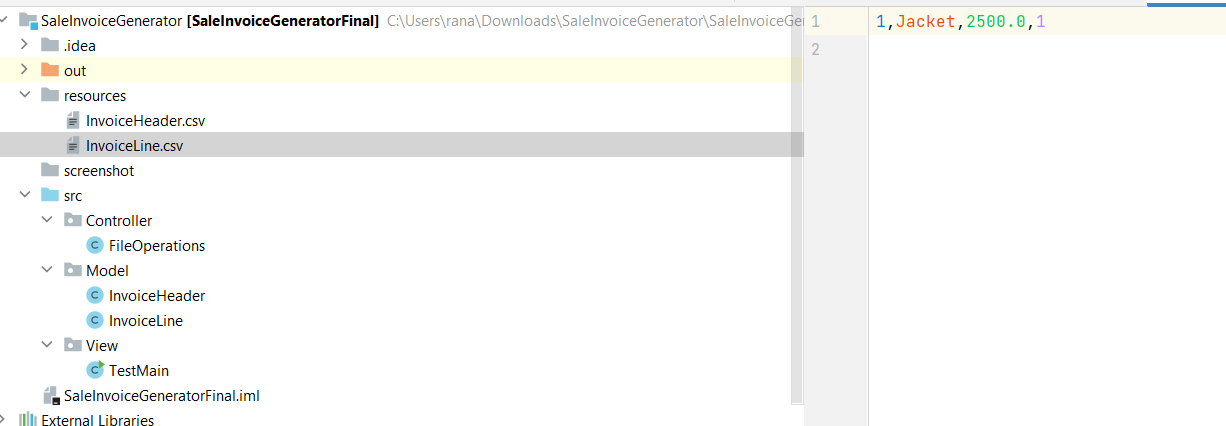 SaleInvoiceGenerator [SaleInvoiceGeneratorFinal] C:\Users\rana\Downloads\SaleInvoiceGenerator\SaleInvoiceGe
.idea
out
resources
InvoiceHeader.csv
InvoiceLine.csv
screenshot
src
Controller
C FileOperations
Model
C InvoiceHeader
C InvoiceLine
View
C TestMain
SaleInvoiceGeneratorFinal.iml
External Libraries
1 1,Jacket,2500.0,1
2